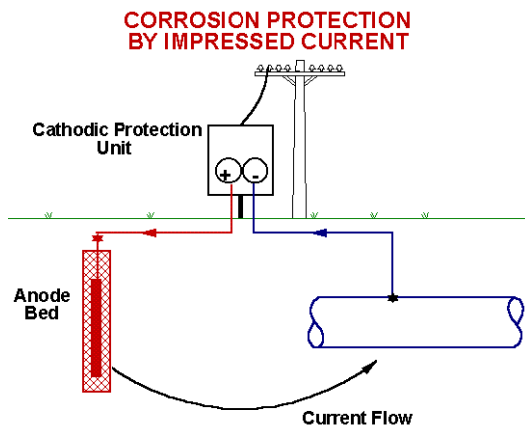 CORROSION PROTECTION
BY IMPRESSED CURRENT
Cathodic Protection
Unit
+ -
Anode
Bed
Current Flow